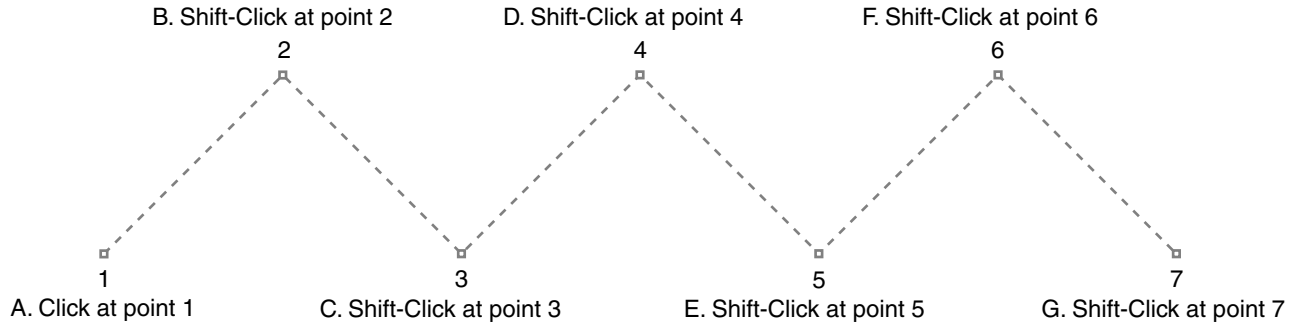 B. Shift-Click at point 2
D. Shift-Click at point 4
F. Shift-Click at point 6
2
4
6
1
3
5
7
A. Click at point 1
C. Shift-Click at point 3
E. Shift-Click at point 5
G. Shift-Click at point 7